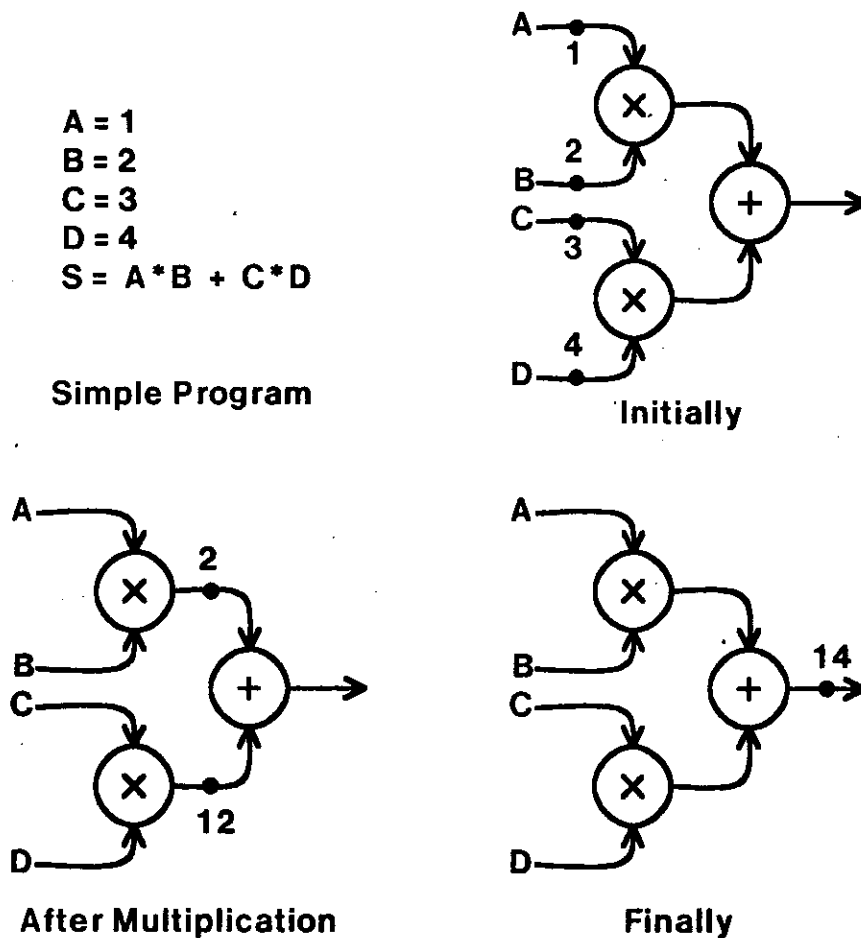 A = 1
B = 2
C = 3
D = 4
S = A*B + C*D
Simple Program
A
1
×
2
B
+
C
3
×
4
D
Initially
A
2
×
B
+
C
×
12
D
After Multiplication
A
×
14
B
+
C
×
D
Finally